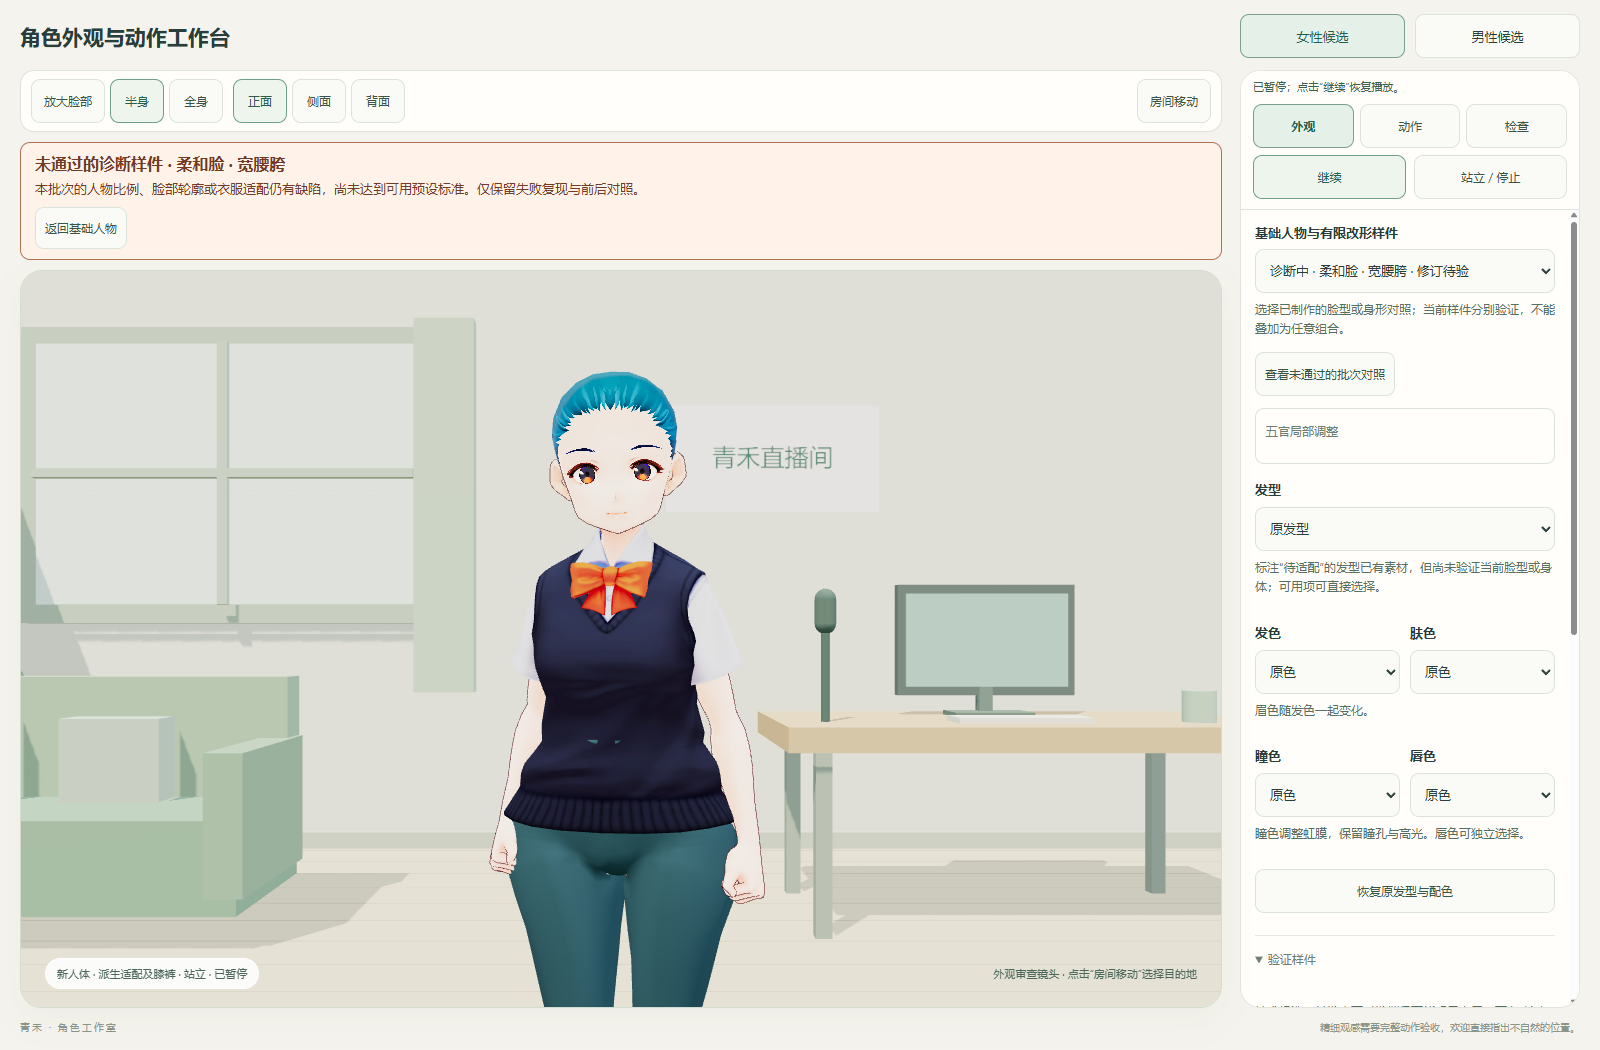 角色外观与动作工作台
女性候选
男性候选
放大脸部
半身
全身
正面
侧面
背面
房间移动
已暂停；点击“继续”恢复播放。
外观
动作
检查
继续
站立 / 停止
未通过的诊断样件 · 柔和脸 · 宽腰胯
本批次的人物比例、脸部轮廓或衣服适配仍有缺陷，尚未达到可用预设标准。仅保留失败复现与前后对照。
返回基础人物
基础人物与有限改形样件
诊断中 · 柔和脸 · 宽腰胯 · 修订待验
选择已制作的脸型或身形对照；当前样件分别验证，不能
叠加为任意组合。
查看未通过的批次对照
五官局部调整
发型
原发型
标注“待适配”的发型已有素材，但尚未验证当前脸型或身
体；可用项可直接选择。
发色
肤色
原色
原色
眉色随发色一起变化。
瞳色
唇色
原色
原色
瞳色调整虹膜，保留瞳孔与高光。唇色可独立选择。
恢复原发型与配色
▼ 验证样件
青禾直播间
新人体 · 派生适配及膝裤 · 站立 · 已暂停
外观审查镜头 · 点击“房间移动”选择目的地
青禾 · 角色工作室
精细观感需要完整动作验收，欢迎直接指出不自然的位置。